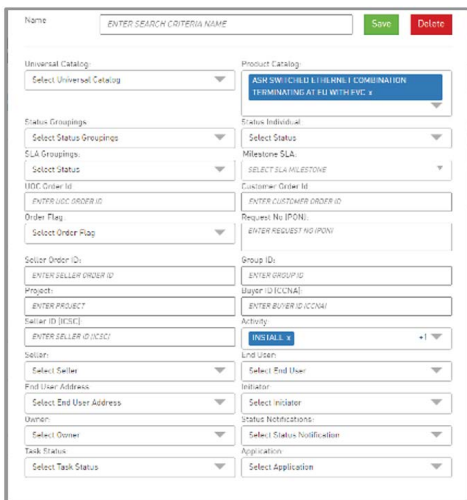 Name
ENTER SEARCH CRITERIA NAME
Save
Delete
Universal Catalog:
Product Catalog:
Select Universal Catalog
ASR SWITCHED ETHERNET COMBINATION
TERMINATING AT EU WITH EVC x
Status Groupings:
Status Individual:
Select Status Groupings
Select Status
SLA Groupings:
Milestone SLA:
Select Status
SELECT SLA MILESTONE
UOC Order Id
Customer Order Id
ENTER UOC ORDER ID
ENTER CUSTOMER ORDER ID
Order Flag:
Request No (PON):
Select Order Flag
ENTER REQUEST NO (PON)
Seller Order ID:
Group ID:
ENTER SELLER ORDER ID
ENTER GROUP ID
Project:
Buyer ID (CCNA):
ENTER PROJECT
ENTER BUYER ID (CCNA)
Seller ID (ICSC):
Activity:
ENTER SELLER ID (ICSC)
INSTALL x
+1
Seller:
End User:
Select Seller
Select End User
End User Address
Initiator:
Select End User Address
Select Initiator
Owner:
Status Notifications:
Select Owner
Select Status Notification
Task Status
Application:
Select Task Status
Select Application